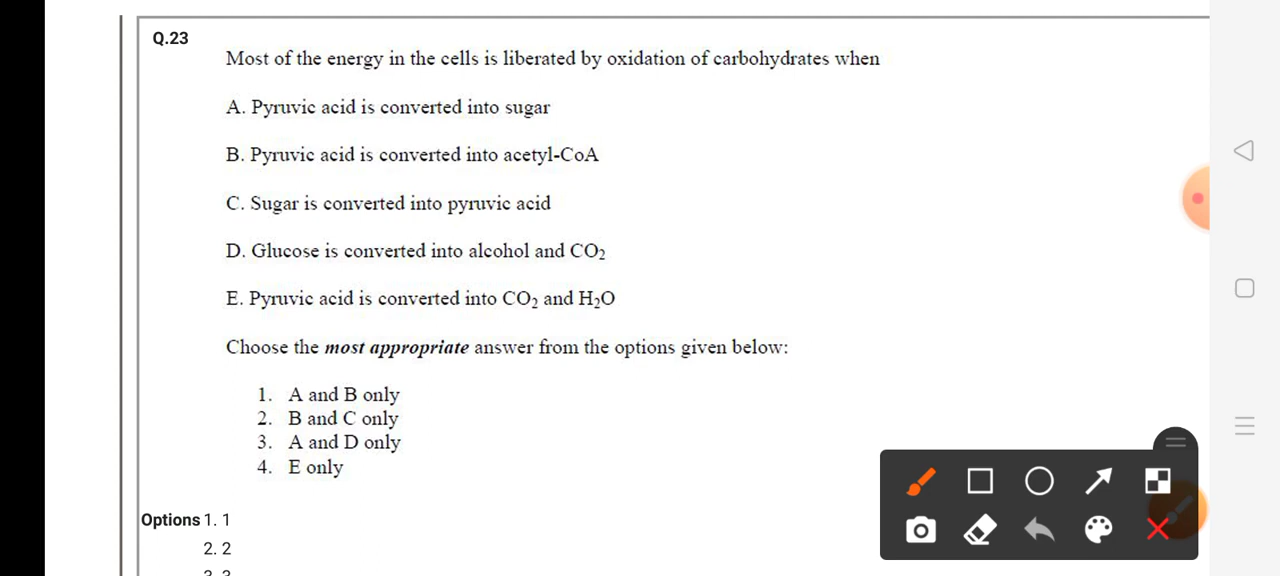 Q.23
Most of the energy in the cells is liberated by oxidation of carbohydrates when
A. Pyruvic acid is converted into sugar
B. Pyruvic acid is converted into acetyl-CoA
C. Sugar is converted into pyruvic acid
D. Glucose is converted into alcohol and CO₂
E. Pyruvic acid is converted into CO₂ and H₂O
Choose the most appropriate answer from the options given below:
1. A and B only
2. B and C only
3. A and D only
4. E only
Options 1. 1
2. 2